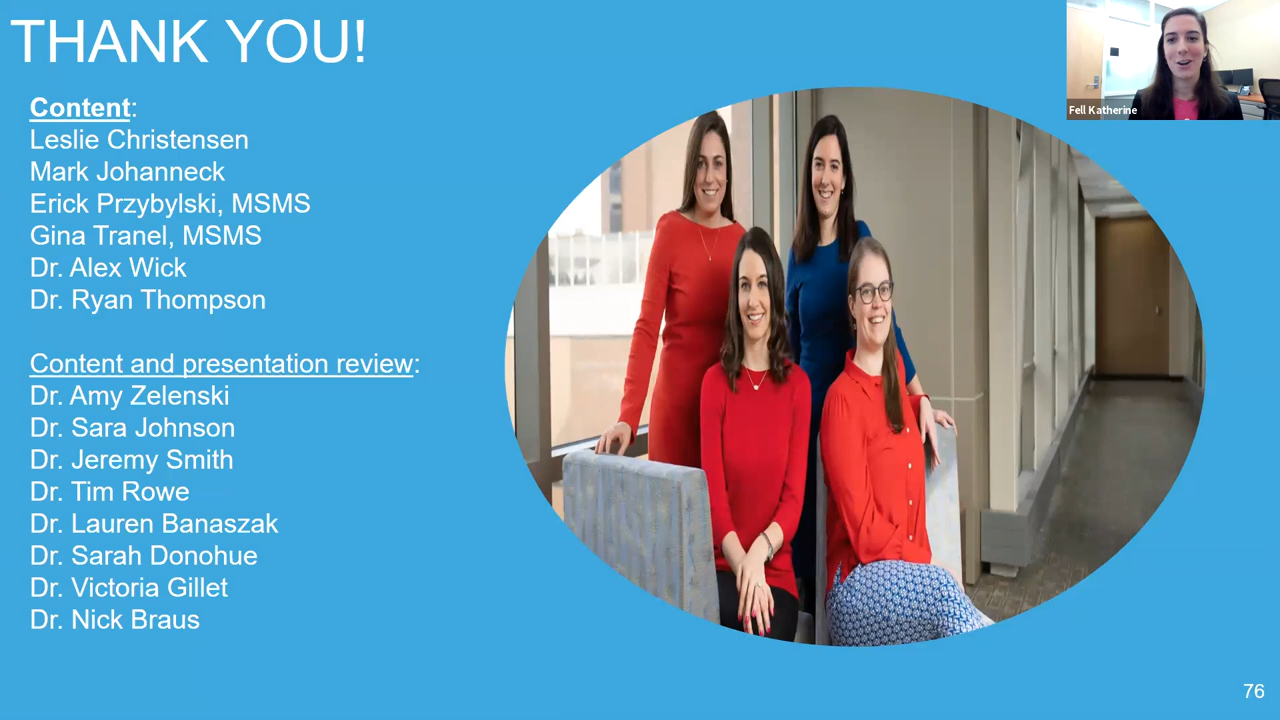 THANK YOU!
Content:
Leslie Christensen
Mark Johanneck
Erick Przybylski, MSMS
Gina Tranel, MSMS
Dr. Alex Wick
Dr. Ryan Thompson
Content and presentation review:
Dr. Amy Zelenski
Dr. Sara Johnson
Dr. Jeremy Smith
Dr. Tim Rowe
Dr. Lauren Banaszak
Dr. Sarah Donohue
Dr. Victoria Gillet
Dr. Nick Braus
Fell Katherine
76